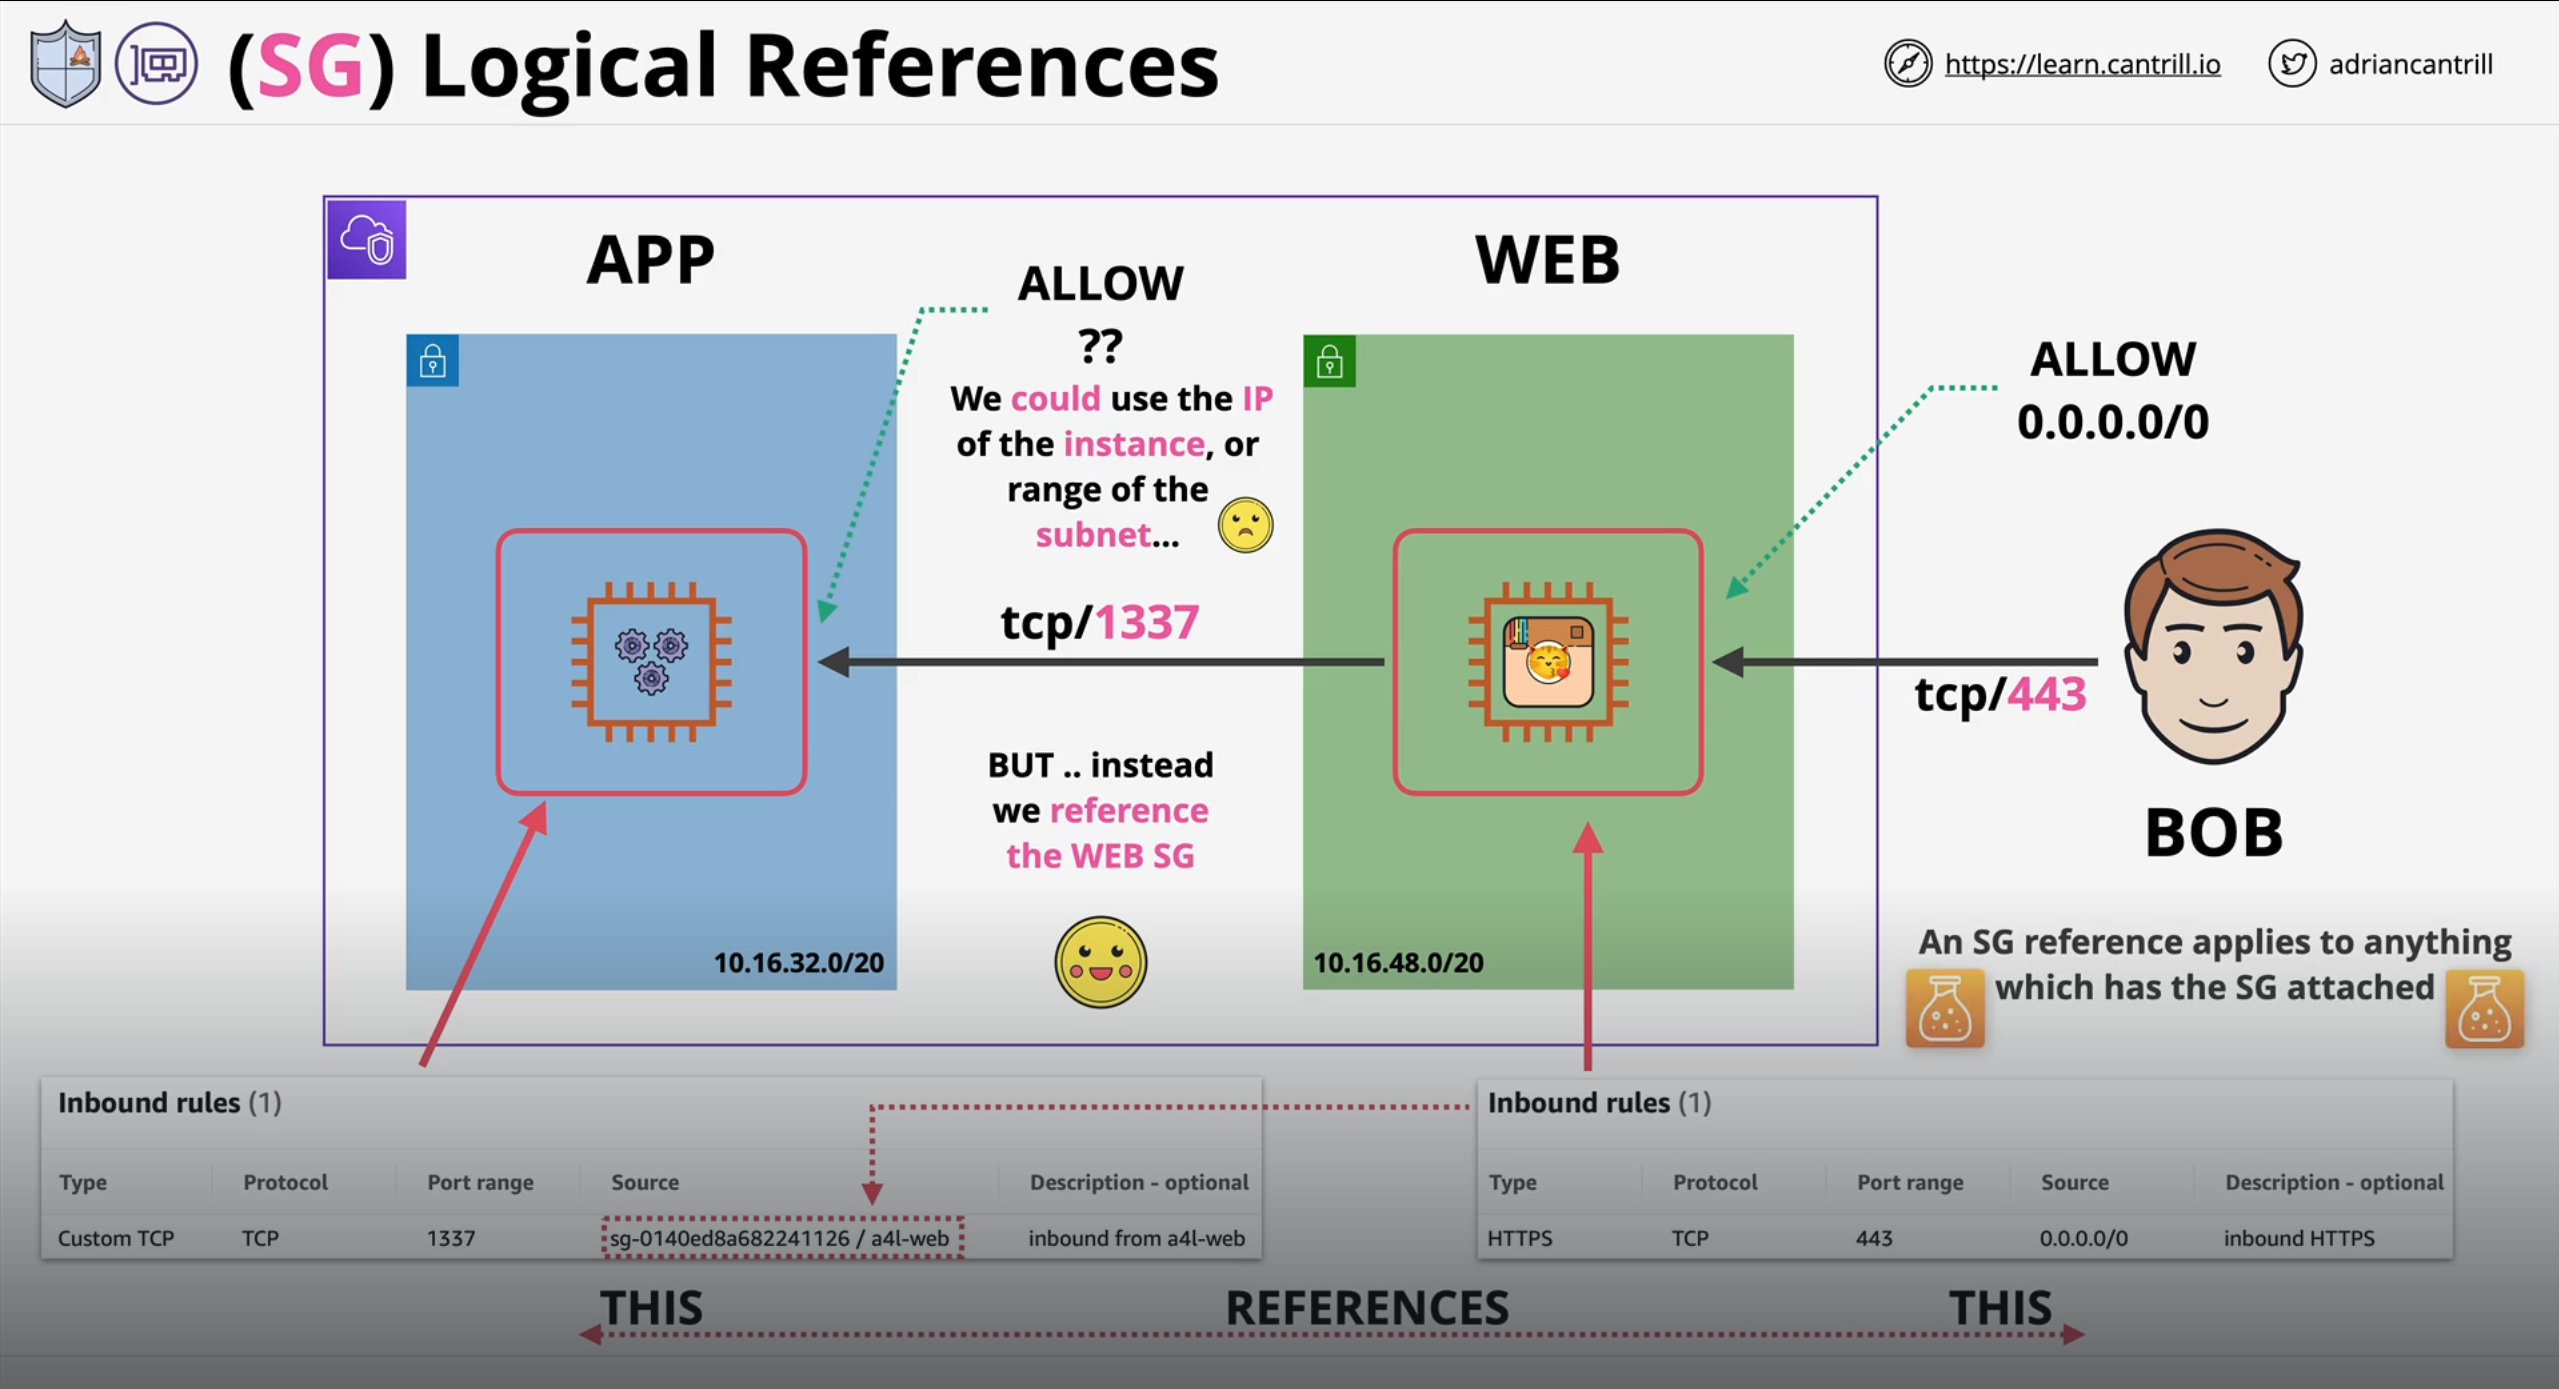 (SG) Logical References
https://learn.cantrill.io
adriancantrill
APP
WEB
ALLOW
??
We could use the IP
of the instance, or
range of the
subnet...
ALLOW
0.0.0.0/0
tcp/1337
tcp/443
BUT .. instead
we reference
the WEB SG
BOB
10.16.32.0/20
10.16.48.0/20
An SG reference applies to anything
which has the SG attached
Inbound rules (1)
Type Protocol Port range Source Description - optional
Custom TCP TCP 1337 sg-0140ed8a682241126 / a4l-web inbound from a4l-web
Inbound rules (1)
Type Protocol Port range Source Description - optional
HTTPS TCP 443 0.0.0.0/0 inbound HTTPS
THIS REFERENCES THIS